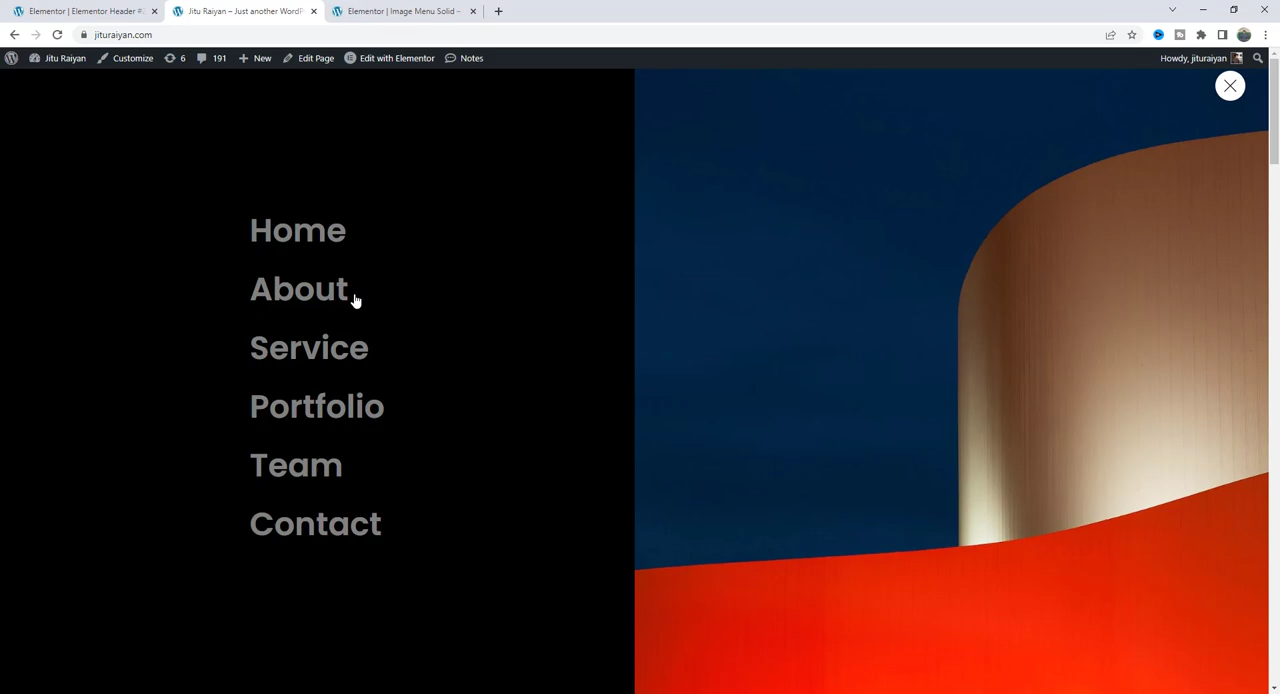 Elementor | Elementor Header #
Jitu Raiyan – Just another WordP
Elementor | Image Menu Solid –
jituraiyan.com
Jitu Raiyan
Customize
6
191
New
Edit Page
Edit with Elementor
Notes
Howdy, jituraiyan
Home
About
Service
Portfolio
Team
Contact